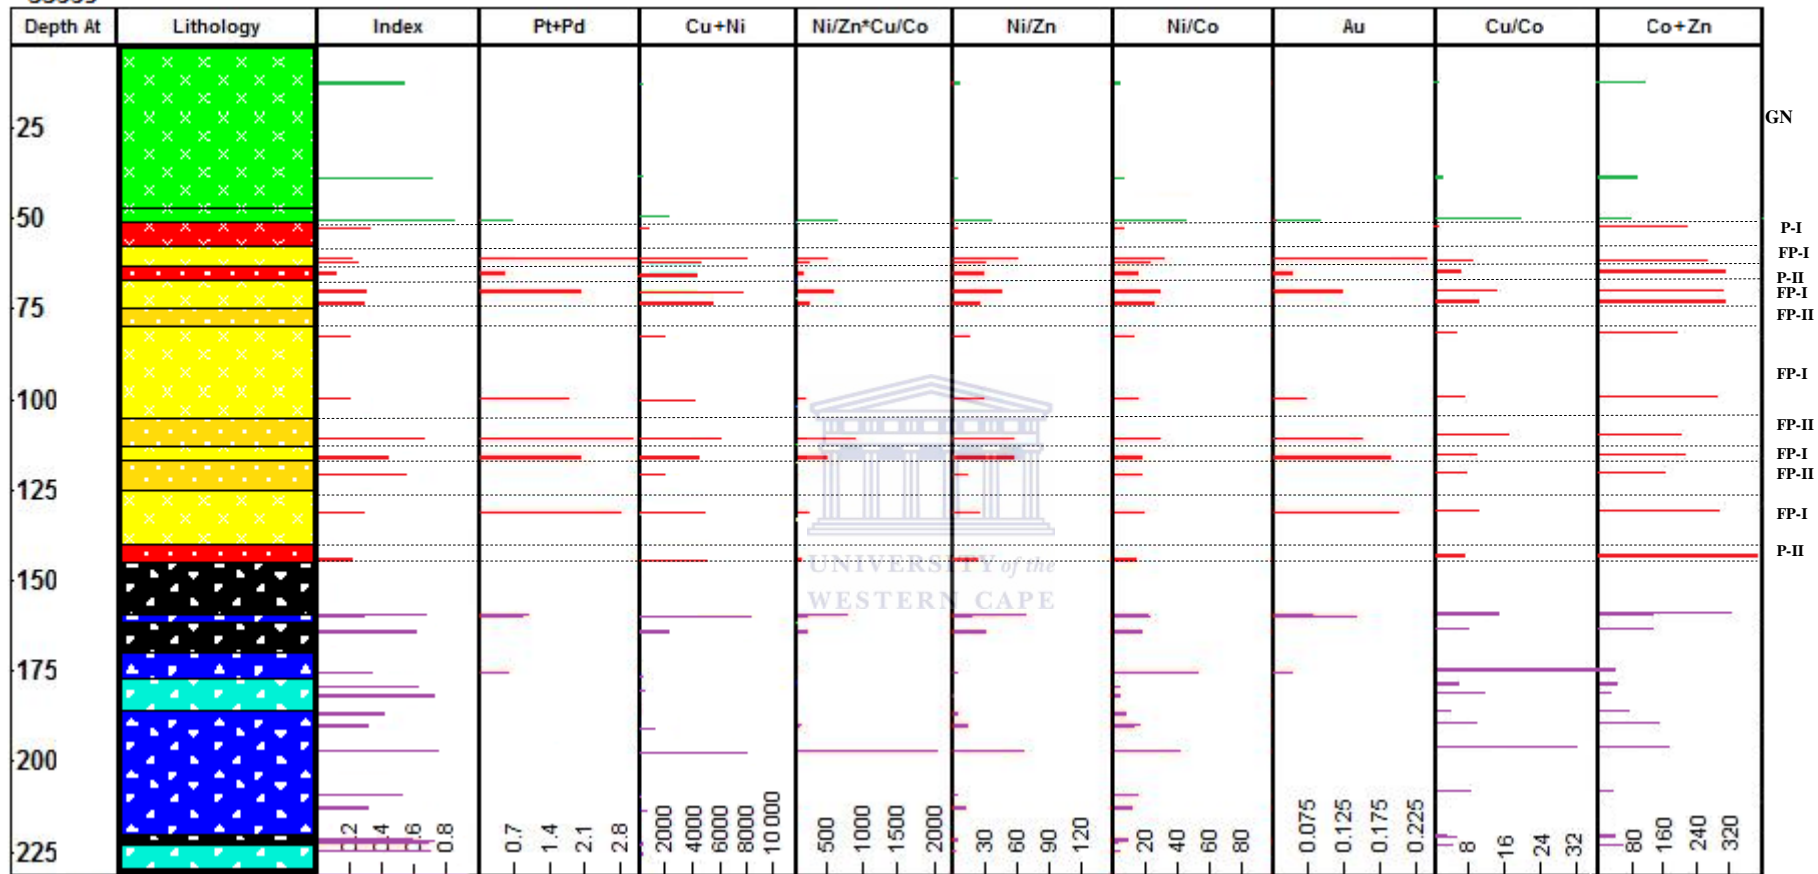 Depth At Lithology Index Pt+Pd Cu+Ni Ni/Zn*Cu/Co Ni/Zn Ni/Co Au Cu/Co Co+Zn
GN
25
50
P-I
FP-I
P-II
FP-I
75
FP-II
FP-I
100
FP-II
FP-I
FP-II
125
FP-I
P-II
150
UNIVERSITY of the
WESTERN CAPE
175
200
225
0.2 0.4 0.6 0.8
0.7 1.4 2.1 2.8
2000 4000 6000 8000 10 000
500 1000 1500 2000
30 60 90 120
20 40 60 80
0.075 0.125 0.175 0.225
8 16 24 32
80 160 240 320